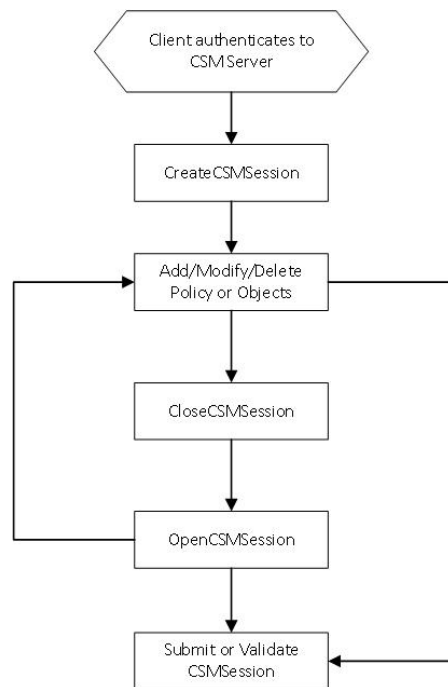 Client authenticates to
CSM Server
CreateCSMSession
Add/Modify/Delete
Policy or Objects
CloseCSMSession
OpenCSMSession
Submit or Validate
CSMSession